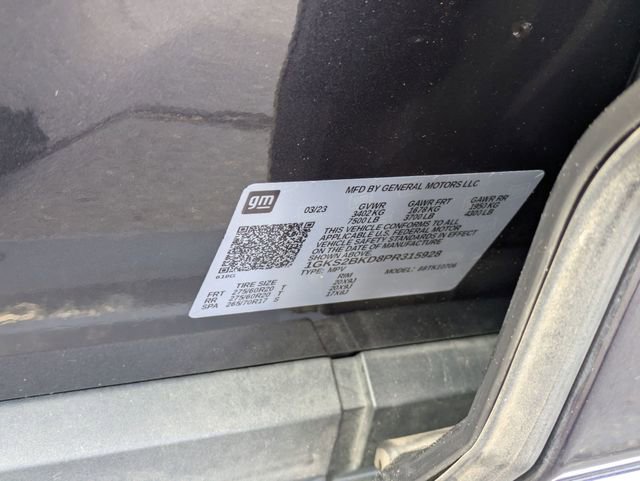 gm
MFD BY GENERAL MOTORS LLC
03/23 GVWR GAWR FRT GAWR RR
3402 KG 1678 KG 1950 KG
7500 LB 3700 LB 4300 LB
THIS VEHICLE CONFORMS TO ALL
APPLICABLE U.S. FEDERAL MOTOR
VEHICLE SAFETY STANDARDS IN EFFECT
ON THE DATE OF MANUFACTURE
SHOWN ABOVE.
1GKS2BKD8PR315928
TYPE: MPV MODEL:
TIRE SIZE RIM
FRT 275/60R20 T 20X9J
RR 275/60R20 T 20X9J
SPA 265/70R17 S 17X8J